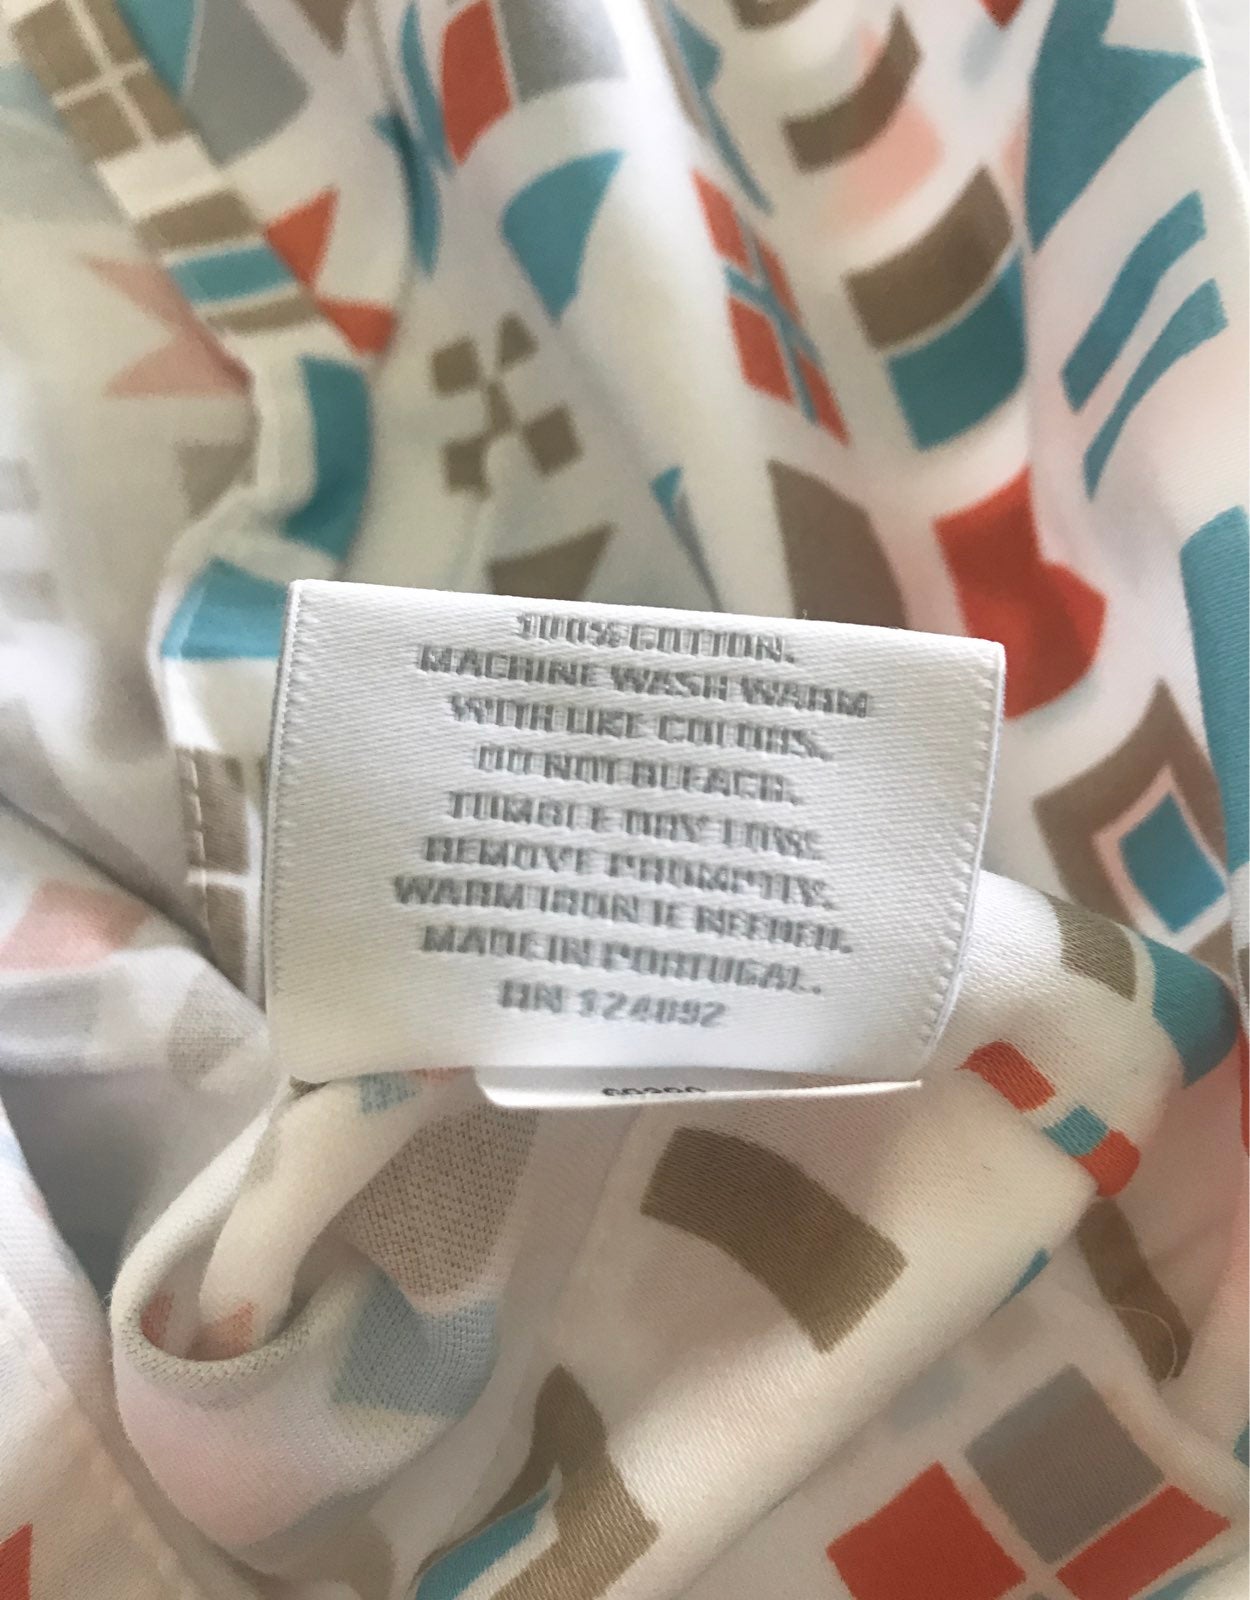 100% COTTON.
MACHINE WASH WARM
WITH LIKE COLORS.
DO NOT BLEACH.
TUMBLE DRY LOW.
REMOVE PROMPTLY.
WARM IRON IF NEEDED.
MADE IN PORTUGAL.
RN 124892